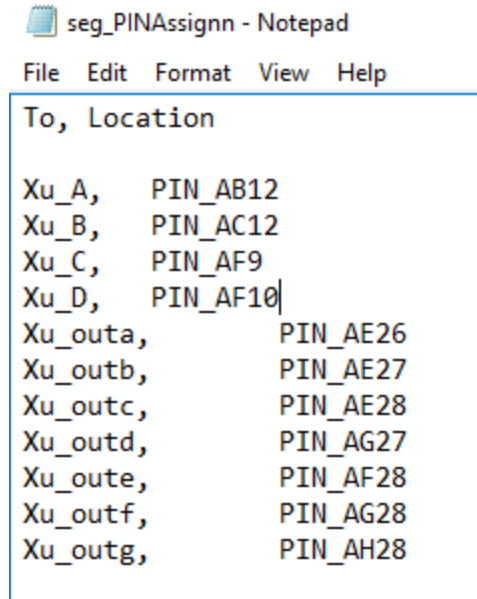 seg_PINAssignn - Notepad
File Edit Format View Help
To, Location
Xu_A, PIN_AB12
Xu_B, PIN_AC12
Xu_C, PIN_AF9
Xu_D, PIN_AF10
Xu_outa, PIN_AE26
Xu_outb, PIN_AE27
Xu_outc, PIN_AE28
Xu_outd, PIN_AG27
Xu_oute, PIN_AF28
Xu_outf, PIN_AG28
Xu_outg, PIN_AH28